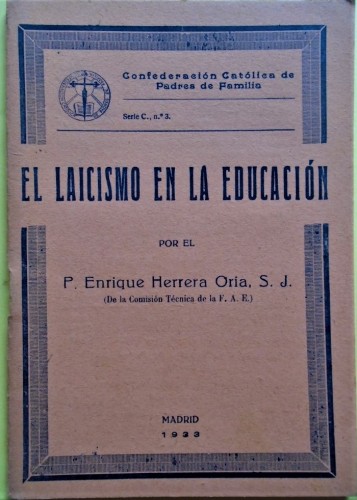 Confederación Católica de
Padres de Familia
Serie C., n.º 3.
EL LAICISMO EN LA EDUCACIÓN
POR EL
P. Enrique Herrera Oria, S. J.
(De la Comisión Técnica de la F. A. E.)
MADRID
1933